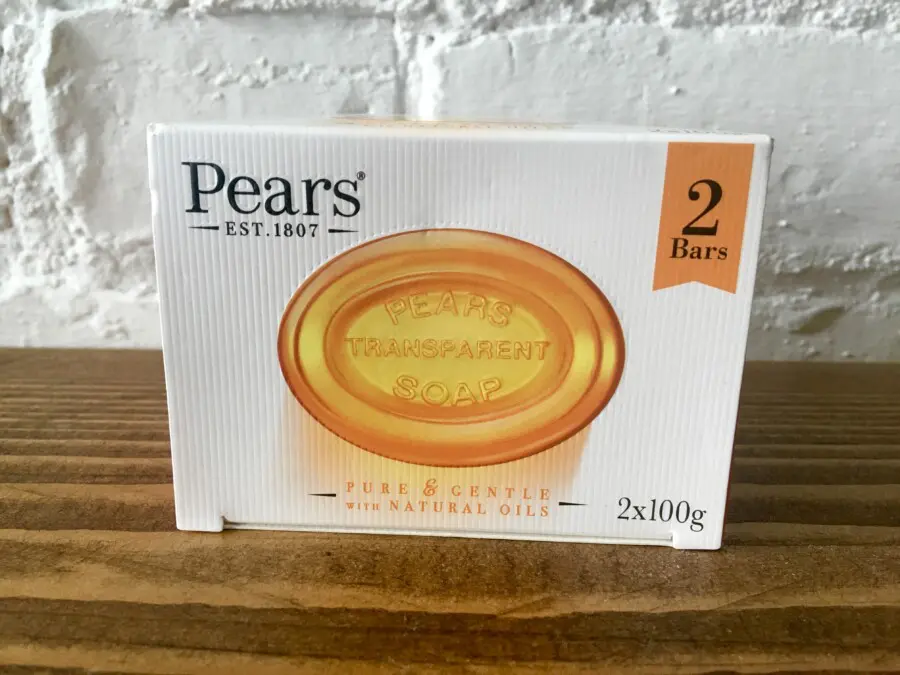 Pears®
EST.1807
2
Bars
PEARS
TRANSPARENT
SOAP
PURE & GENTLE
WITH NATURAL OILS
2x100g